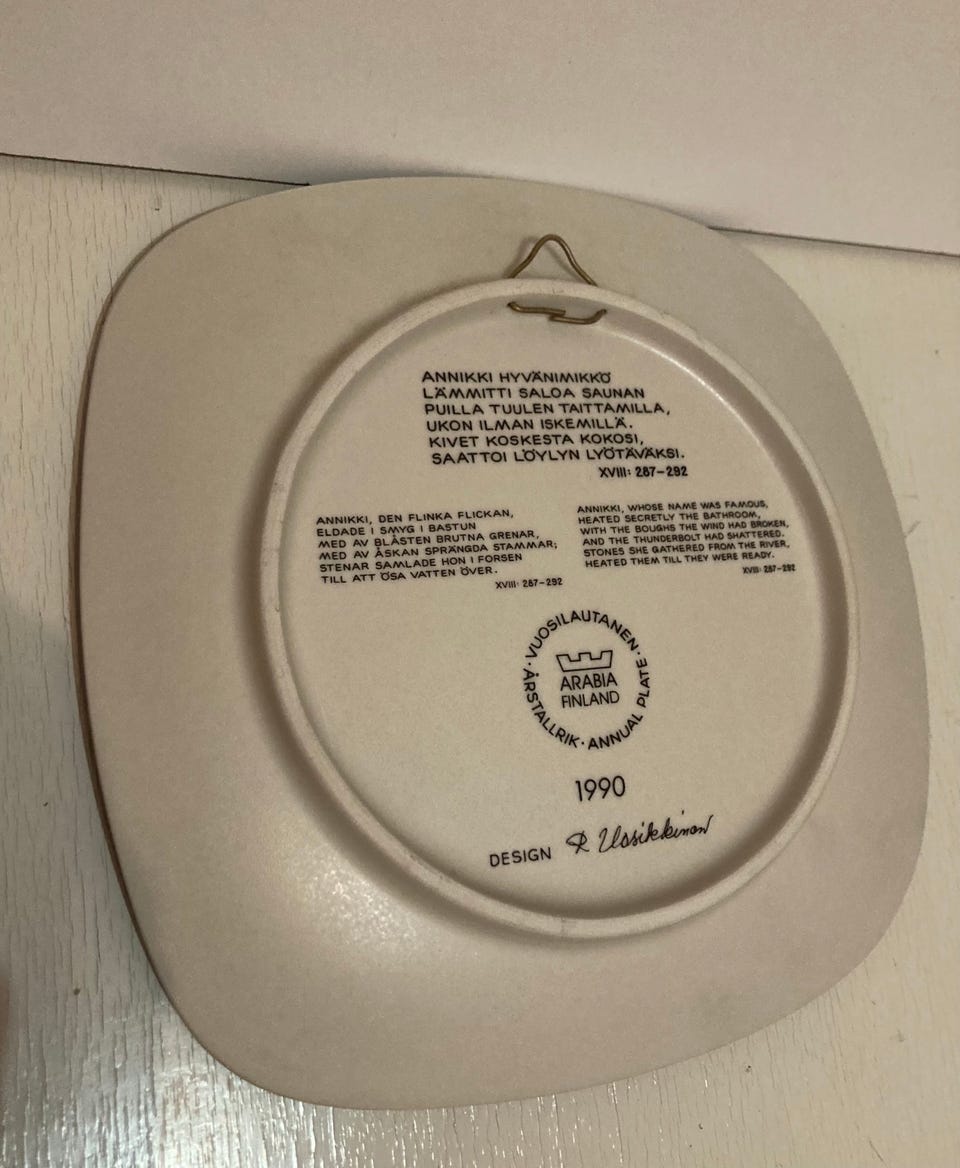 ANNIKKI HYVÄNIMIKKÖ
LÄMMITTI SALOA SAUNAN
PUILLA TUULEN TAITTAMILLA,
UKON ILMAN ISKEMILLÄ.
KIVET KOSKESTA KOKOSI,
SAATTOI LÖYLYN LYÖTÄVÄKSI.
XVIII: 287–292
ANNIKKI, DEN FLINKA FLICKAN,
ELDADE I SMYG I BASTUN
MED AV BLÅSTEN BRUTNA GRENAR,
MED AV ÅSKAN SPRÄNGDA STAMMAR;
STENAR SAMLADE HON I FORSEN
TILL ATT ÖSA VATTEN ÖVER.
XVIII: 287–292
ANNIKKI, WHOSE NAME WAS FAMOUS,
HEATED SECRETLY THE BATHROOM,
WITH THE BOUGHS THE WIND HAD BROKEN,
AND THE THUNDERBOLT HAD SHATTERED.
STONES SHE GATHERED FROM THE RIVER,
HEATED THEM TILL THEY WERE READY.
XVIII: 287–292
· VUOSILAUTANEN ·
ARABIA
FINLAND
ÅRSTALLRIK · ANNUAL PLATE
1990
DESIGN R Uosikkinen